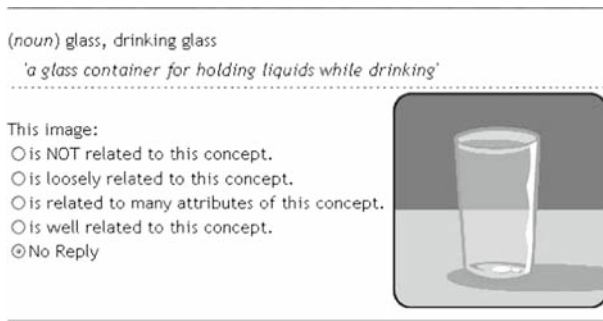 (noun) glass, drinking glass
'a glass container for holding liquids while drinking'
This image:
is NOT related to this concept.
is loosely related to this concept.
is related to many attributes of this concept.
is well related to this concept.
No Reply